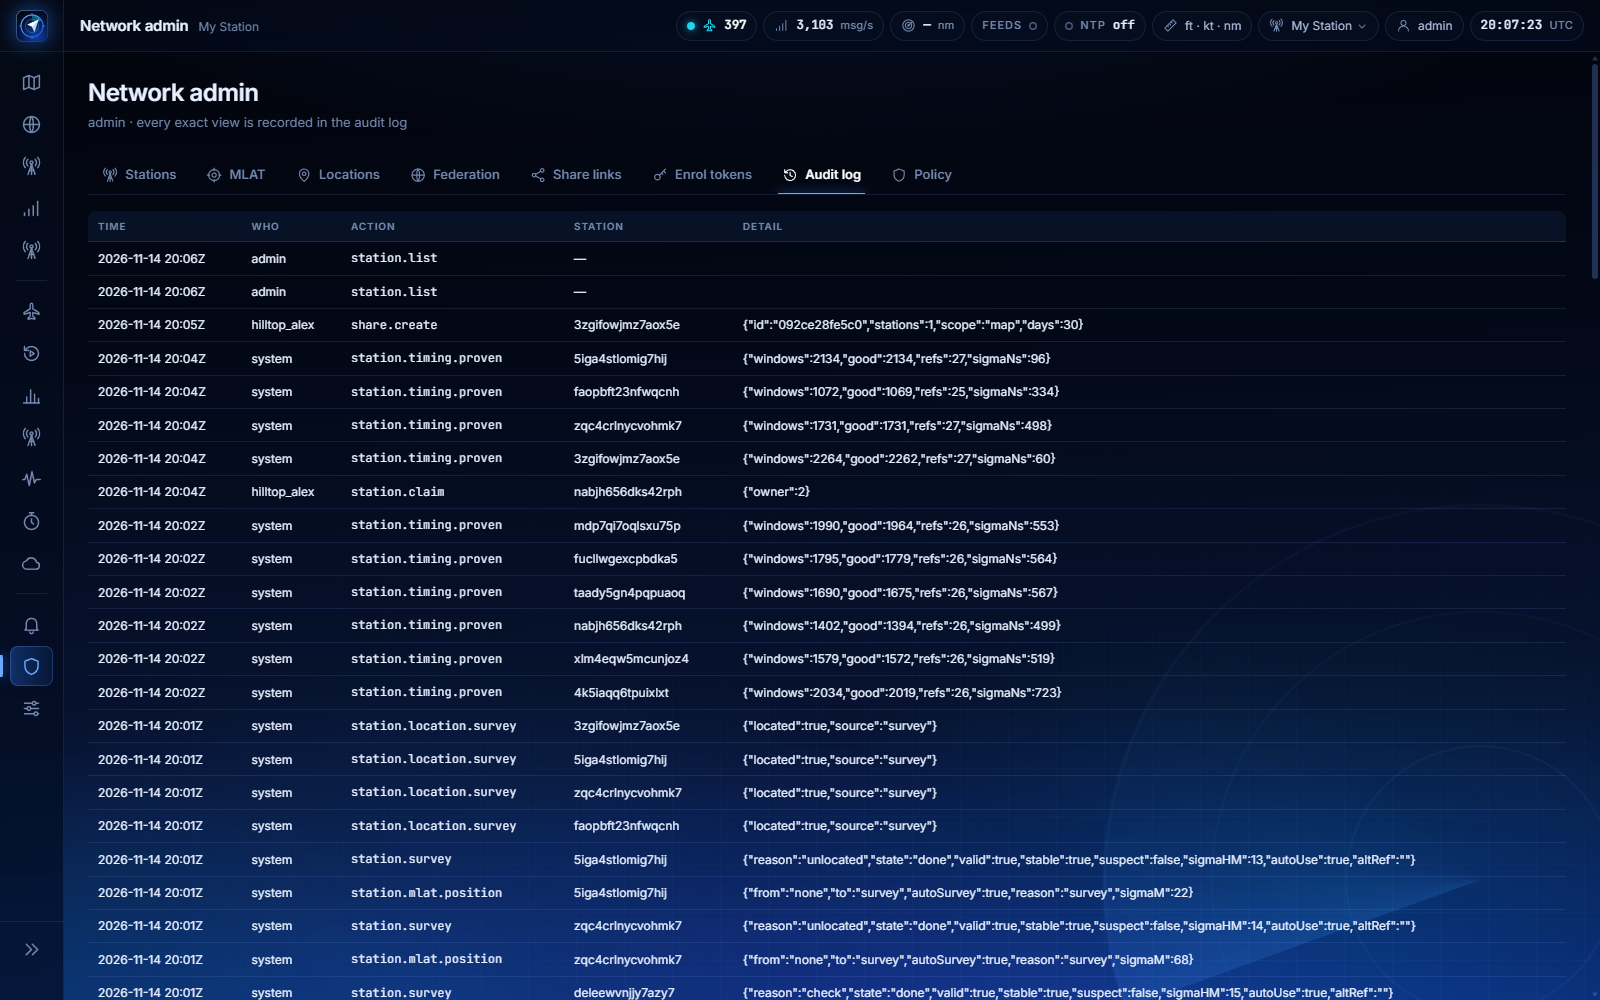 Network admin My Station 397 3,103 msg/s — nm FEEDS NTP off ft · kt · nm My Station admin 20:07:23 UTC
Network admin
admin · every exact view is recorded in the audit log
Stations MLAT Locations Federation Share links Enrol tokens Audit log Policy
TIME WHO ACTION STATION DETAIL
2026-11-14 20:06Z admin station.list —
2026-11-14 20:06Z admin station.list —
2026-11-14 20:05Z hilltop_alex share.create 3zgifowjmz7aox5e {"id":"092ce28fe5c0","stations":1,"scope":"map","days":30}
2026-11-14 20:04Z system station.timing.proven 5iga4stlomig7hij {"windows":2134,"good":2134,"refs":27,"sigmaNs":96}
2026-11-14 20:04Z system station.timing.proven faopbft23nfwqcnh {"windows":1072,"good":1069,"refs":25,"sigmaNs":334}
2026-11-14 20:04Z system station.timing.proven zqc4crlnycvohmk7 {"windows":1731,"good":1731,"refs":27,"sigmaNs":498}
2026-11-14 20:04Z system station.timing.proven 3zgifowjmz7aox5e {"windows":2264,"good":2262,"refs":27,"sigmaNs":60}
2026-11-14 20:04Z hilltop_alex station.claim nabjh656dks42rph {"owner":2}
2026-11-14 20:02Z system station.timing.proven mdp7qi7oqlsxu75p {"windows":1990,"good":1964,"refs":26,"sigmaNs":553}
2026-11-14 20:02Z system station.timing.proven fucllwgexcpbdka5 {"windows":1795,"good":1779,"refs":26,"sigmaNs":564}
2026-11-14 20:02Z system station.timing.proven taady5gn4pqpuaoq {"windows":1690,"good":1675,"refs":26,"sigmaNs":567}
2026-11-14 20:02Z system station.timing.proven nabjh656dks42rph {"windows":1402,"good":1394,"refs":26,"sigmaNs":499}
2026-11-14 20:02Z system station.timing.proven xlm4eqw5mcunjoz4 {"windows":1579,"good":1572,"refs":26,"sigmaNs":519}
2026-11-14 20:02Z system station.timing.proven 4k5iaqq6tpuixlxt {"windows":2034,"good":2019,"refs":26,"sigmaNs":723}
2026-11-14 20:01Z system station.location.survey 3zgifowjmz7aox5e {"located":true,"source":"survey"}
2026-11-14 20:01Z system station.location.survey 5iga4stlomig7hij {"located":true,"source":"survey"}
2026-11-14 20:01Z system station.location.survey zqc4crlnycvohmk7 {"located":true,"source":"survey"}
2026-11-14 20:01Z system station.location.survey faopbft23nfwqcnh {"located":true,"source":"survey"}
2026-11-14 20:01Z system station.survey 5iga4stlomig7hij {"reason":"unlocated","state":"done","valid":true,"stable":true,"suspect":false,"sigmaHM":13,"autoUse":true,"altRef":""}
2026-11-14 20:01Z system station.mlat.position 5iga4stlomig7hij {"from":"none","to":"survey","autoSurvey":true,"reason":"survey","sigmaM":22}
2026-11-14 20:01Z system station.survey zqc4crlnycvohmk7 {"reason":"unlocated","state":"done","valid":true,"stable":true,"suspect":false,"sigmaHM":14,"autoUse":true,"altRef":""}
2026-11-14 20:01Z system station.mlat.position zqc4crlnycvohmk7 {"from":"none","to":"survey","autoSurvey":true,"reason":"survey","sigmaM":68}
2026-11-14 20:01Z system station.survey deleewvnjjy7azy7 {"reason":"check","state":"done","valid":true,"stable":true,"suspect":false,"sigmaHM":15,"autoUse":true,"altRef":""}